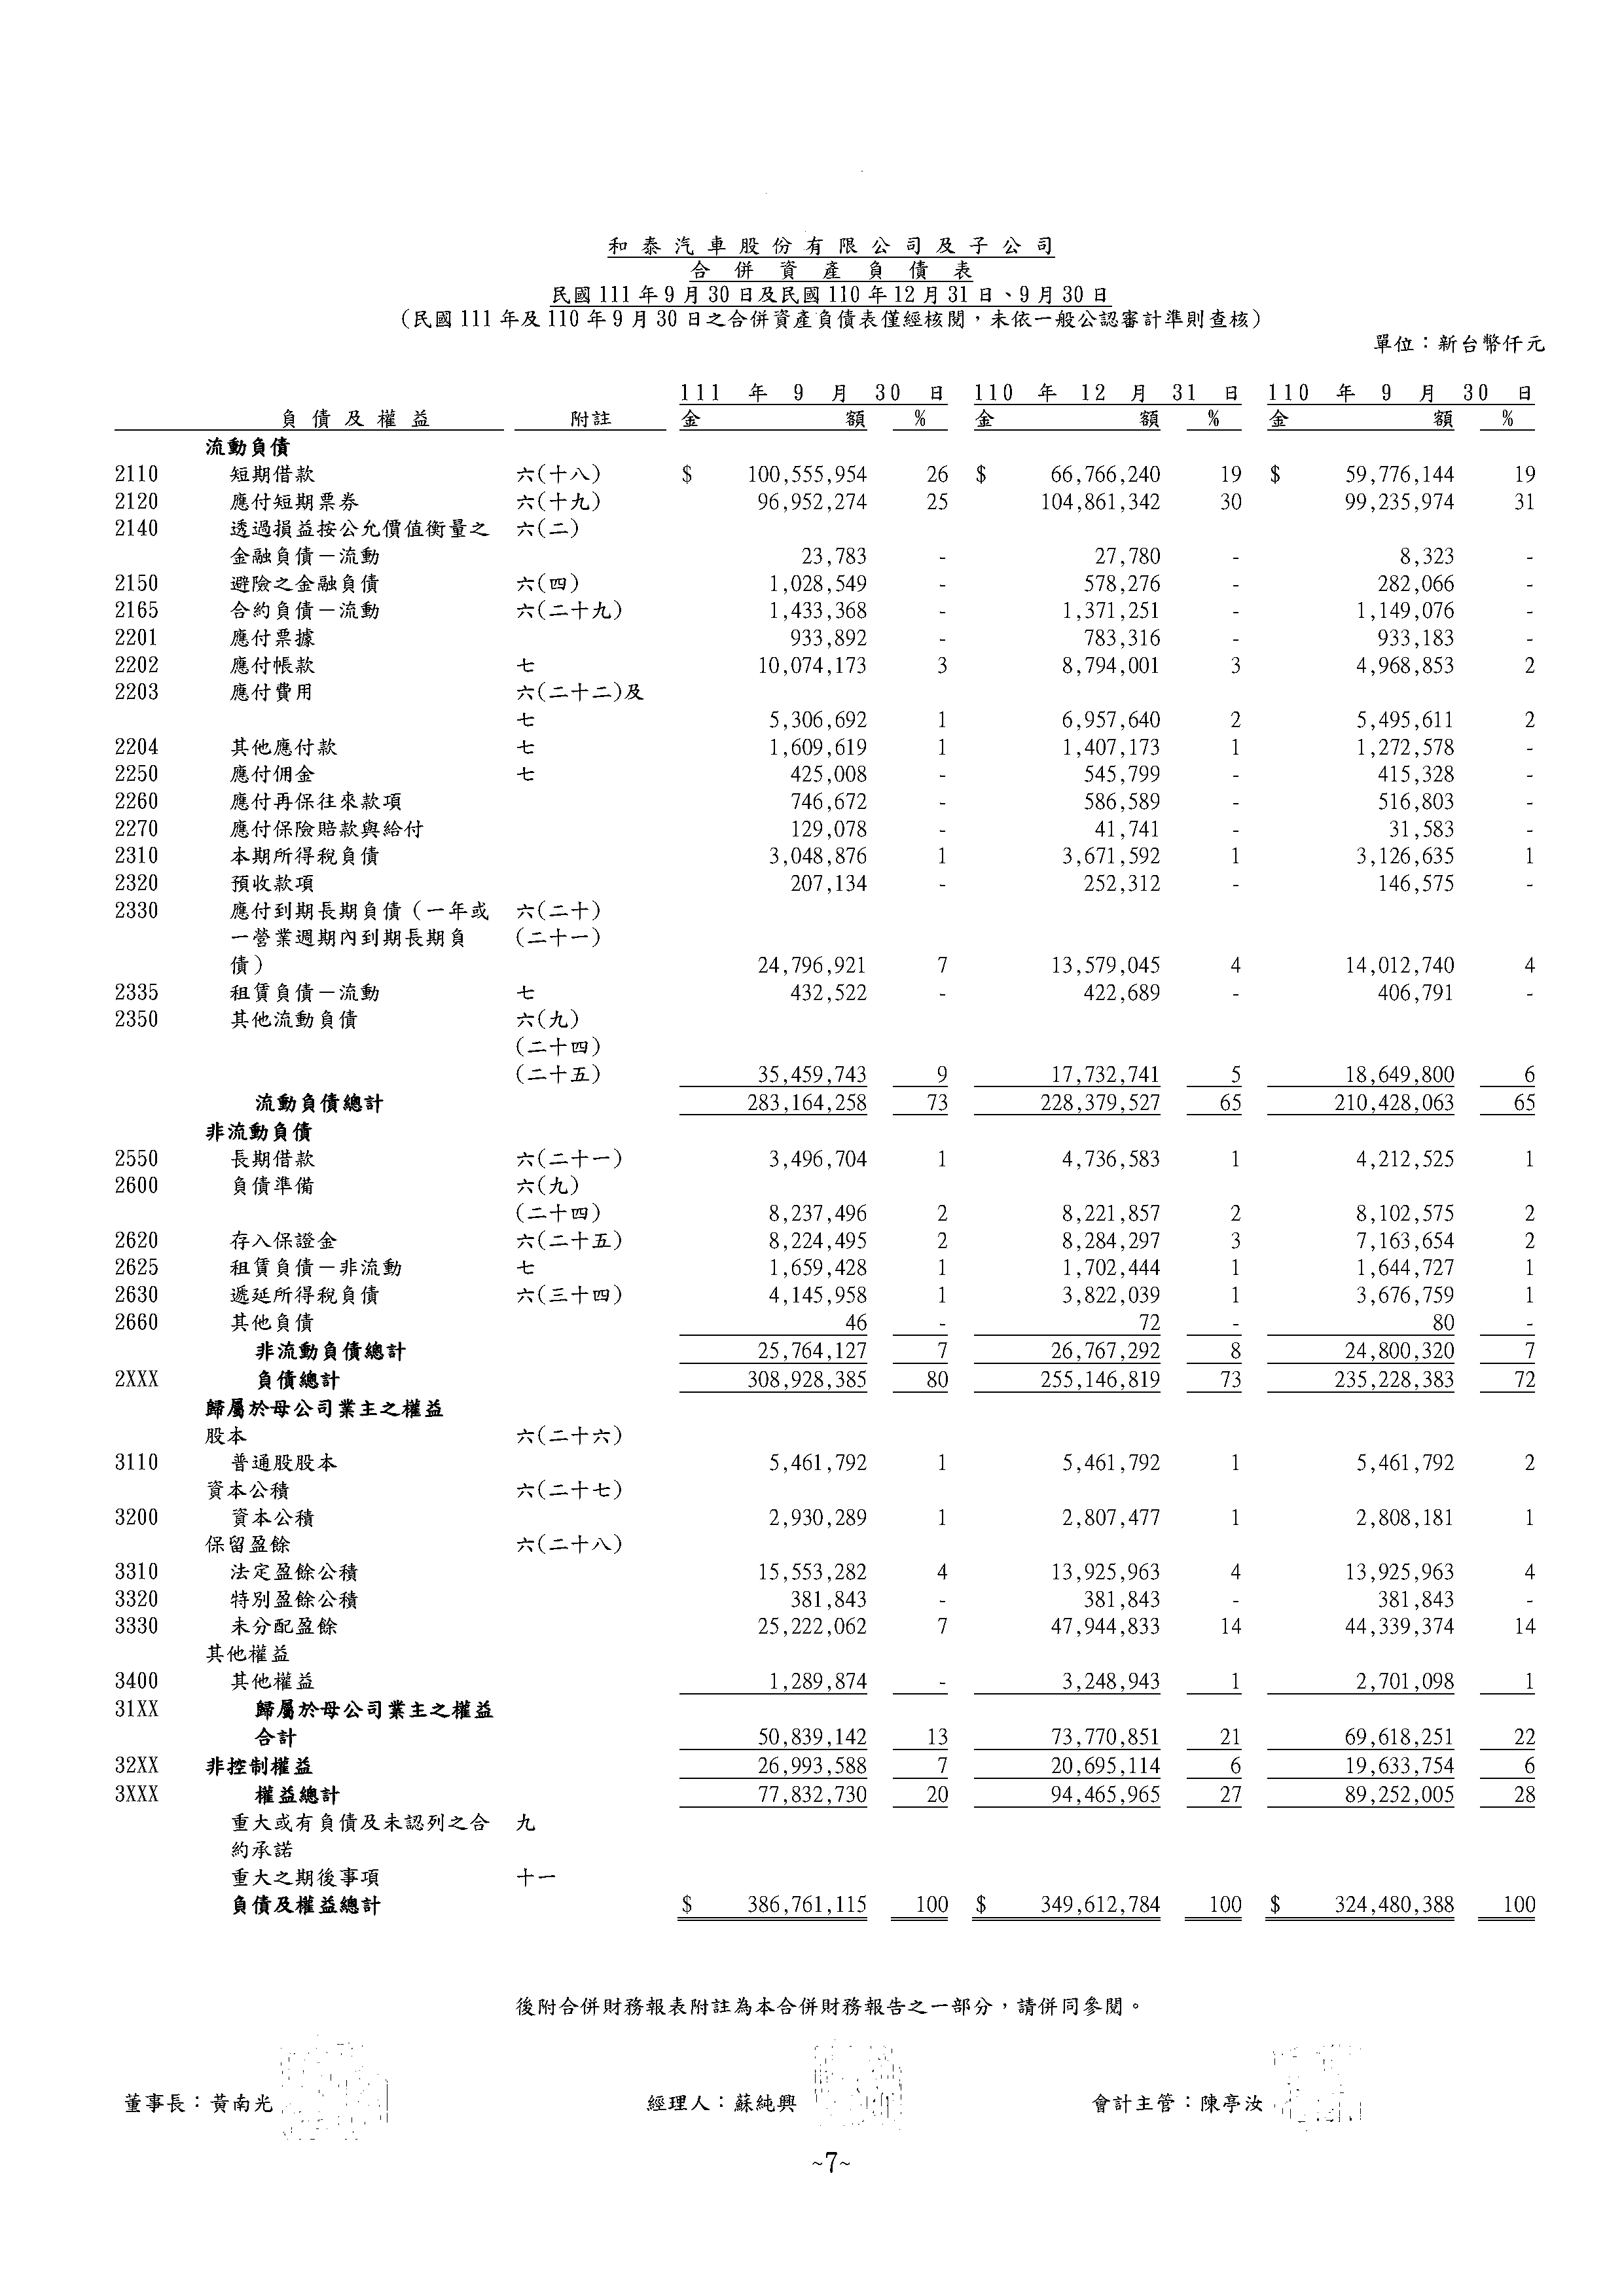 和泰汽車股份有限公司及子公司
合併資產負債表
民國111年9月30日及民國110年12月31日、9月30日
(民國111年及110年9月30日之合併資產負債表僅經核閱，未依一般公認審計準則查核)
單位：新台幣仟元
111 年 9 月 30 日 110 年 12 月 31 日 110 年 9 月 30 日
負債及權益 附註 金額 % 金額 % 金額 %
流動負債
2110 短期借款 六(十八) $ 100,555,954 26 $ 66,766,240 19 $ 59,776,144 19
2120 應付短期票券 六(十九) 96,952,274 25 104,861,342 30 99,235,974 31
2140 透過損益按公允價值衡量之 六(二)
金融負債－流動 23,783 - 27,780 - 8,323 -
2150 避險之金融負債 六(四) 1,028,549 - 578,276 - 282,066 -
2165 合約負債－流動 六(二十九) 1,433,368 - 1,371,251 - 1,149,076 -
2201 應付票據 933,892 - 783,316 - 933,183 -
2202 應付帳款 七 10,074,173 3 8,794,001 3 4,968,853 2
2203 應付費用 六(二十二)及
七 5,306,692 1 6,957,640 2 5,495,611 2
2204 其他應付款 七 1,609,619 1 1,407,173 1 1,272,578 -
2250 應付佣金 七 425,008 - 545,799 - 415,328 -
2260 應付再保往來款項 746,672 - 586,589 - 516,803 -
2270 應付保險賠款與給付 129,078 - 41,741 - 31,583 -
2310 本期所得稅負債 3,048,876 1 3,671,592 1 3,126,635 1
2320 預收款項 207,134 - 252,312 - 146,575 -
2330 應付到期長期負債（一年或 六(二十)
一營業週期內到期長期負 (二十一)
債） 24,796,921 7 13,579,045 4 14,012,740 4
2335 租賃負債－流動 七 432,522 - 422,689 - 406,791 -
2350 其他流動負債 六(九)
(二十四)
(二十五) 35,459,743 9 17,732,741 5 18,649,800 6
流動負債總計 283,164,258 73 228,379,527 65 210,428,063 65
非流動負債
2550 長期借款 六(二十一) 3,496,704 1 4,736,583 1 4,212,525 1
2600 負債準備 六(九)
(二十四) 8,237,496 2 8,221,857 2 8,102,575 2
2620 存入保證金 六(二十五) 8,224,495 2 8,284,297 3 7,163,654 2
2625 租賃負債－非流動 七 1,659,428 1 1,702,444 1 1,644,727 1
2630 遞延所得稅負債 六(三十四) 4,145,958 1 3,822,039 1 3,676,759 1
2660 其他負債 46 - 72 - 80 -
非流動負債總計 25,764,127 7 26,767,292 8 24,800,320 7
2XXX 負債總計 308,928,385 80 255,146,819 73 235,228,383 72
歸屬於母公司業主之權益
股本 六(二十六)
3110 普通股股本 5,461,792 1 5,461,792 1 5,461,792 2
資本公積 六(二十七)
3200 資本公積 2,930,289 1 2,807,477 1 2,808,181 1
保留盈餘 六(二十八)
3310 法定盈餘公積 15,553,282 4 13,925,963 4 13,925,963 4
3320 特別盈餘公積 381,843 - 381,843 - 381,843 -
3330 未分配盈餘 25,222,062 7 47,944,833 14 44,339,374 14
其他權益
3400 其他權益 1,289,874 - 3,248,943 1 2,701,098 1
31XX 歸屬於母公司業主之權益
合計 50,839,142 13 73,770,851 21 69,618,251 22
32XX 非控制權益 26,993,588 7 20,695,114 6 19,633,754 6
3XXX 權益總計 77,832,730 20 94,465,965 27 89,252,005 28
重大或有負債及未認列之合 九
約承諾
重大之期後事項 十一
負債及權益總計 $ 386,761,115 100 $ 349,612,784 100 $ 324,480,388 100
後附合併財務報表附註為本合併財務報告之一部分，請併同參閱。
董事長：黃南光 經理人：蘇純興 會計主管：陳亭汝
~7~